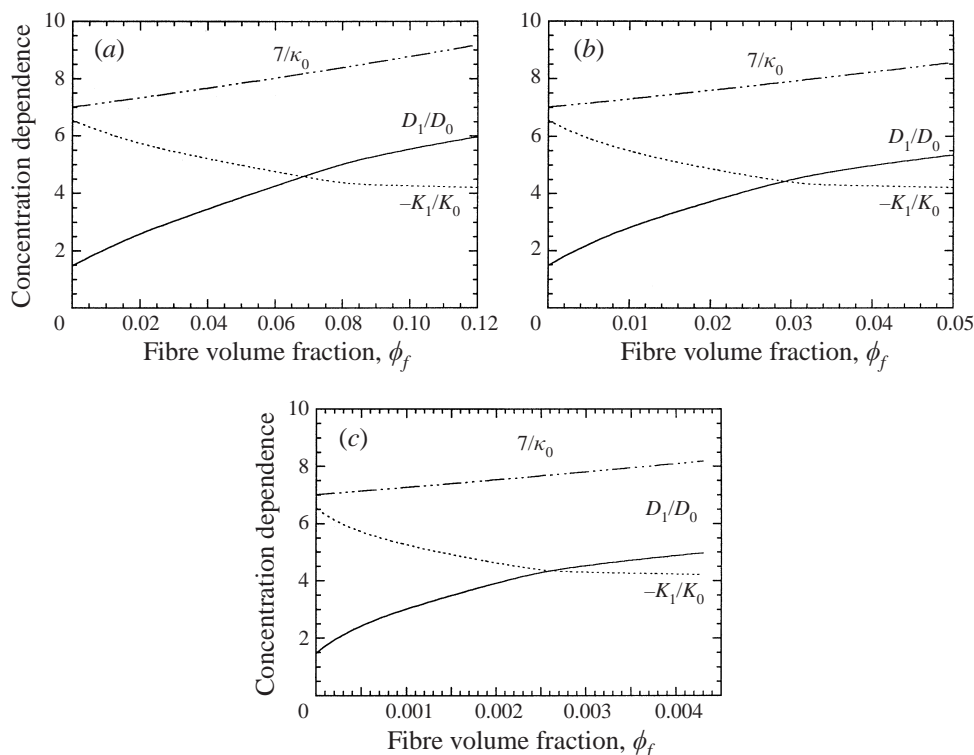 10
(a)
7/κ0
8
D1/D0
6
4
–K1/K0
2
0
0.02
0.04
0.06
0.08
0.10
0.12
Concentration dependence
Fibre volume fraction, ϕf
10
(b)
7/κ0
8
D1/D0
6
4
–K1/K0
2
0
0.01
0.02
0.03
0.04
0.05
Fibre volume fraction, ϕf
10
(c)
7/κ0
8
D1/D0
6
4
–K1/K0
2
0
0.001
0.002
0.003
0.004
Concentration dependence
Fibre volume fraction, ϕf